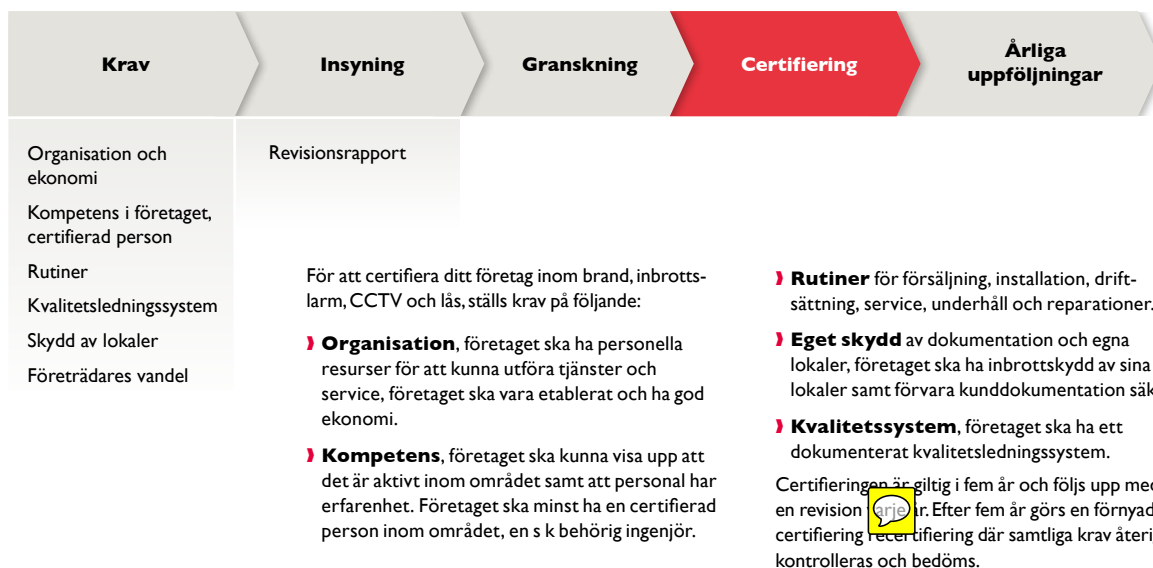 Krav
Insyning
Granskning
Certifiering
Årliga
uppföljningar
Organisation och
ekonomi
Kompetens i företaget,
certifierad person
Rutiner
Kvalitetsledningssystem
Skydd av lokaler
Företrädares vandel
Revisionsrapport
För att certifiera ditt företag inom brand, inbrotts-
larm, CCTV och lås, ställs krav på följande:
Organisation, företaget ska ha personella
resurser för att kunna utföra tjänster och
service, företaget ska vara etablerat och ha god
ekonomi.
Kompetens, företaget ska kunna visa upp att
det är aktivt inom området samt att personal har
erfarenhet. Företaget ska minst ha en certifierad
person inom området, en s k behörig ingenjör.
Rutiner för försäljning, installation, drift-
sättning, service, underhåll och reparationer.
Eget skydd av dokumentation och egna
lokaler, företaget ska ha inbrottskydd av sina
lokaler samt förvara kunddokumentation
Kvalitetssystem, företaget ska ha ett
dokumenterat kvalitetsledningssystem.
Certifieringen är giltig i fem år och följs upp
en revision varje år. Efter fem år görs en
certifiering recertifiering där samtliga krav
kontrolleras och bedöms.